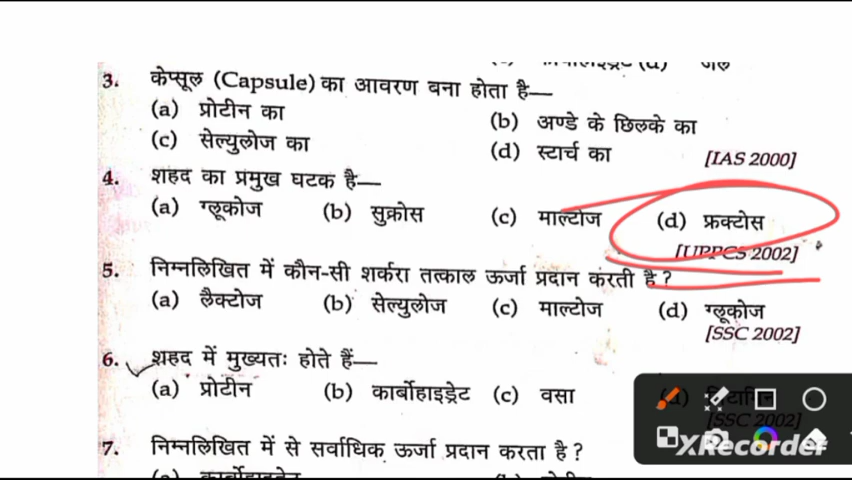 3. केप्सूल (Capsule) का आवरण बना होता है—
(a) प्रोटीन का (b) अण्डे के छिलके का
(c) सेल्युलोज का (d) स्टार्च का [IAS 2000]
4. शहद का प्रमुख घटक है—
(a) ग्लूकोज (b) सुक्रोस (c) माल्टोज (d) फ्रक्टोस
[UPPCS 2002]
5. निम्नलिखित में कौन-सी शर्करा तत्काल ऊर्जा प्रदान करती है ?
(a) लैक्टोज (b) सेल्युलोज (c) माल्टोज (d) ग्लूकोज
[SSC 2002]
6. शहद में मुख्यतः होते हैं—
(a) प्रोटीन (b) कार्बोहाइड्रेट (c) वसा (d)
[SSC 2002]
7. निम्नलिखित में से सर्वाधिक ऊर्जा प्रदान करता है ?
XRecorder